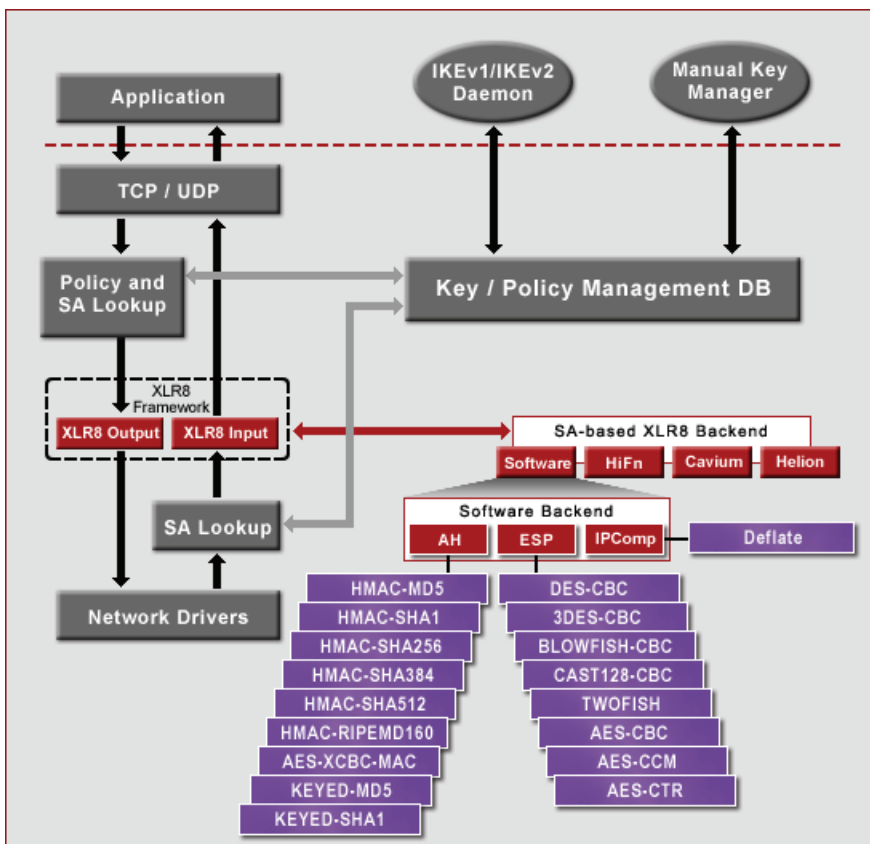 Application
IKEv1/IKEv2
Daemon
Manual Key
Manager
TCP / UDP
Policy and
SA Lookup
Key / Policy Management DB
XLR8
Framework
XLR8 Output
XLR8 Input
SA-based XLR8 Backend
Software
HiFn
Cavium
Helion
SA Lookup
Software Backend
AH
ESP
IPComp
Deflate
Network Drivers
HMAC-MD5
HMAC-SHA1
HMAC-SHA256
HMAC-SHA384
HMAC-SHA512
HMAC-RIPEMD160
AES-XCBC-MAC
KEYED-MD5
KEYED-SHA1
DES-CBC
3DES-CBC
BLOWFISH-CBC
CAST128-CBC
TWOFISH
AES-CBC
AES-CCM
AES-CTR